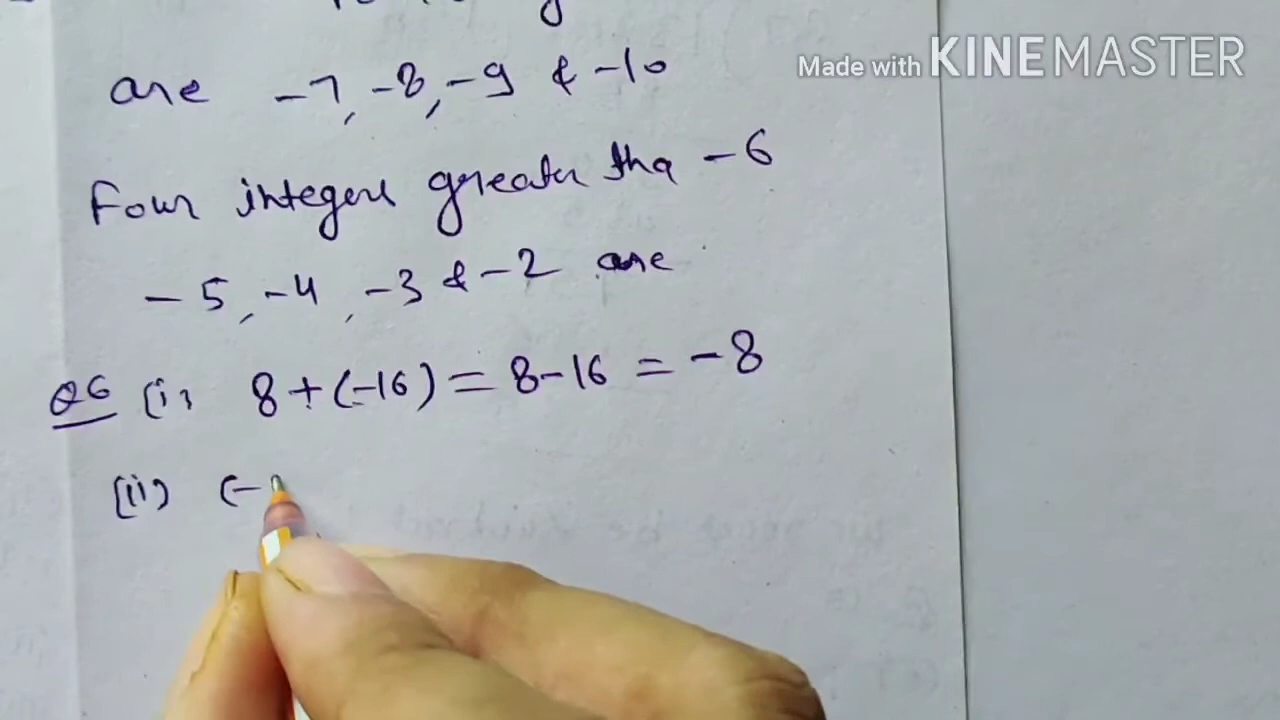 Made with KINEMASTER
are -7, -8, -9 & -10
Four integers greater tha -6
-5, -4, -3 & -2 are
Q6 (i) 8+(-16) = 8-16 = -8
(ii) (-